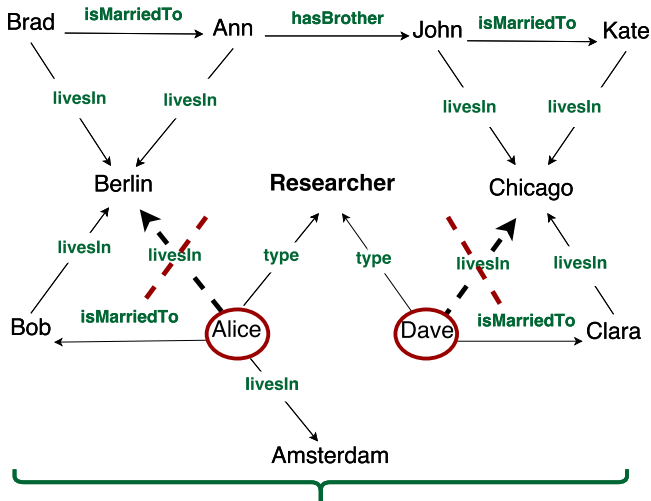 Brad isMarriedTo Ann hasBrother John isMarriedTo Kate
livesIn livesIn livesIn livesIn
Berlin Researcher Chicago
livesIn livesIn type type livesIn livesIn
Bob isMarriedTo Alice Dave isMarriedTo Clara
livesIn
Amsterdam